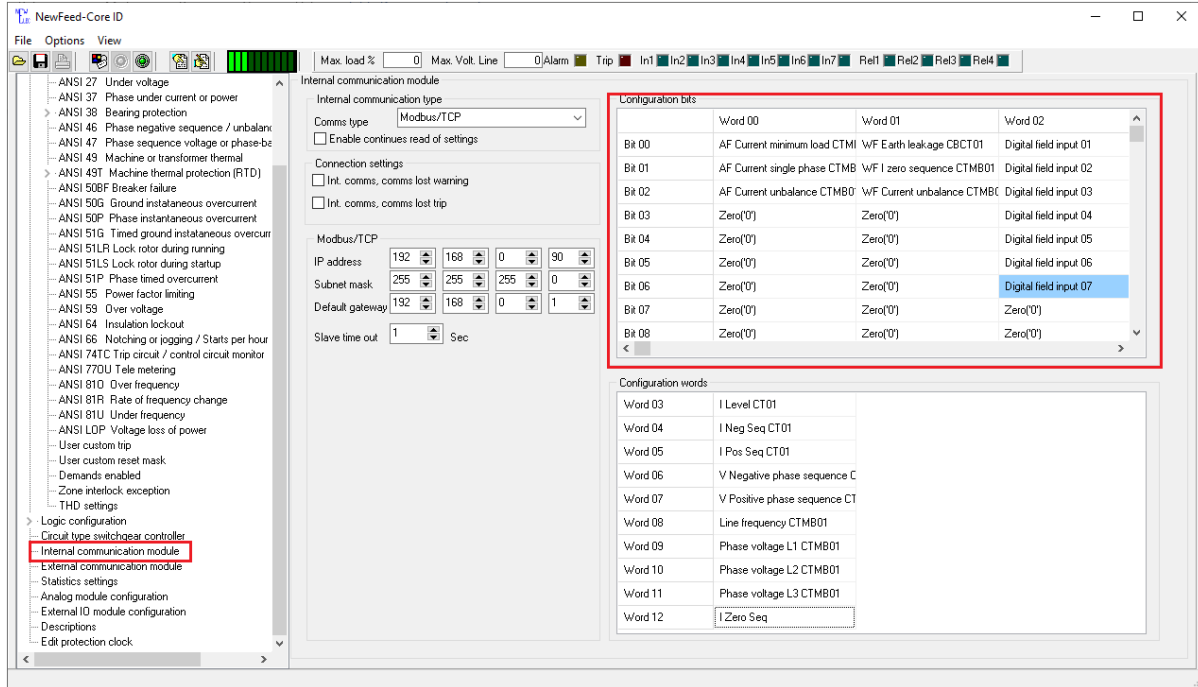 NewFeed-Core ID
File Options View
Max. load % 0 Max. Volt. Line 0 Alarm Trip In1 In2 In3 In4 In5 In6 In7 Rel1 Rel2 Rel3 Rel4
ANSI 27 Under voltage
ANSI 37 Phase under current or power
ANSI 38 Bearing protection
ANSI 46 Phase negative sequence / unbalanc
ANSI 47 Phase sequence voltage or phase-ba
ANSI 49 Machine or transformer thermal
ANSI 49T Machine thermal protection (RTD)
ANSI 50BF Breaker failure
ANSI 50G Ground instataneous overcurrent
ANSI 50P Phase instantaneous overcurrent
ANSI 51G Timed ground instataneous overcurr
ANSI 51LR Lock rotor during running
ANSI 51LS Lock rotor during startup
ANSI 51P Phase timed overcurrent
ANSI 55 Power factor limiting
ANSI 59 Over voltage
ANSI 64 Insulation lockout
ANSI 66 Notching or jogging / Starts per hour
ANSI 74TC Trip circuit / control circuit monitor
ANSI 77OU Tele metering
ANSI 81O Over frequency
ANSI 81R Rate of frequency change
ANSI 81U Under frequency
ANSI LOP Voltage loss of power
User custom trip
User custom reset mask
Demands enabled
Zone interlock exception
THD settings
Logic configuration
Circuit type switchgear controller
Internal communication module
External communication module
Statistics settings
Analog module configuration
External IO module configuration
Descriptions
Edit protection clock
Internal communication module
Internal communication type
Comms type Modbus/TCP
Enable continues read of settings
Connection settings
Int. comms, comms lost warning
Int. comms, comms lost trip
Modbus/TCP
IP address 192 168 0 90
Subnet mask 255 255 255 0
Default gateway 192 168 0 1
Slave time out 1 Sec
Configuration bits
Word 00 Word 01 Word 02
Bit 00 AF Current minimum load CTMI WF Earth leakage CBCT01 Digital field input 01
Bit 01 AF Current single phase CTMB WF I zero sequence CTMB01 Digital field input 02
Bit 02 AF Current unbalance CTMB0 WF Current unbalance CTMB( Digital field input 03
Bit 03 Zero('0') Zero('0') Digital field input 04
Bit 04 Zero('0') Zero('0') Digital field input 05
Bit 05 Zero('0') Zero('0') Digital field input 06
Bit 06 Zero('0') Zero('0') Digital field input 07
Bit 07 Zero('0') Zero('0') Zero('0')
Bit 08 Zero('0') Zero('0') Zero('0')
Configuration words
Word 03 I Level CT01
Word 04 I Neg Seq CT01
Word 05 I Pos Seq CT01
Word 06 V Negative phase sequence C
Word 07 V Positive phase sequence CT
Word 08 Line frequency CTMB01
Word 09 Phase voltage L1 CTMB01
Word 10 Phase voltage L2 CTMB01
Word 11 Phase voltage L3 CTMB01
Word 12 I Zero Seq